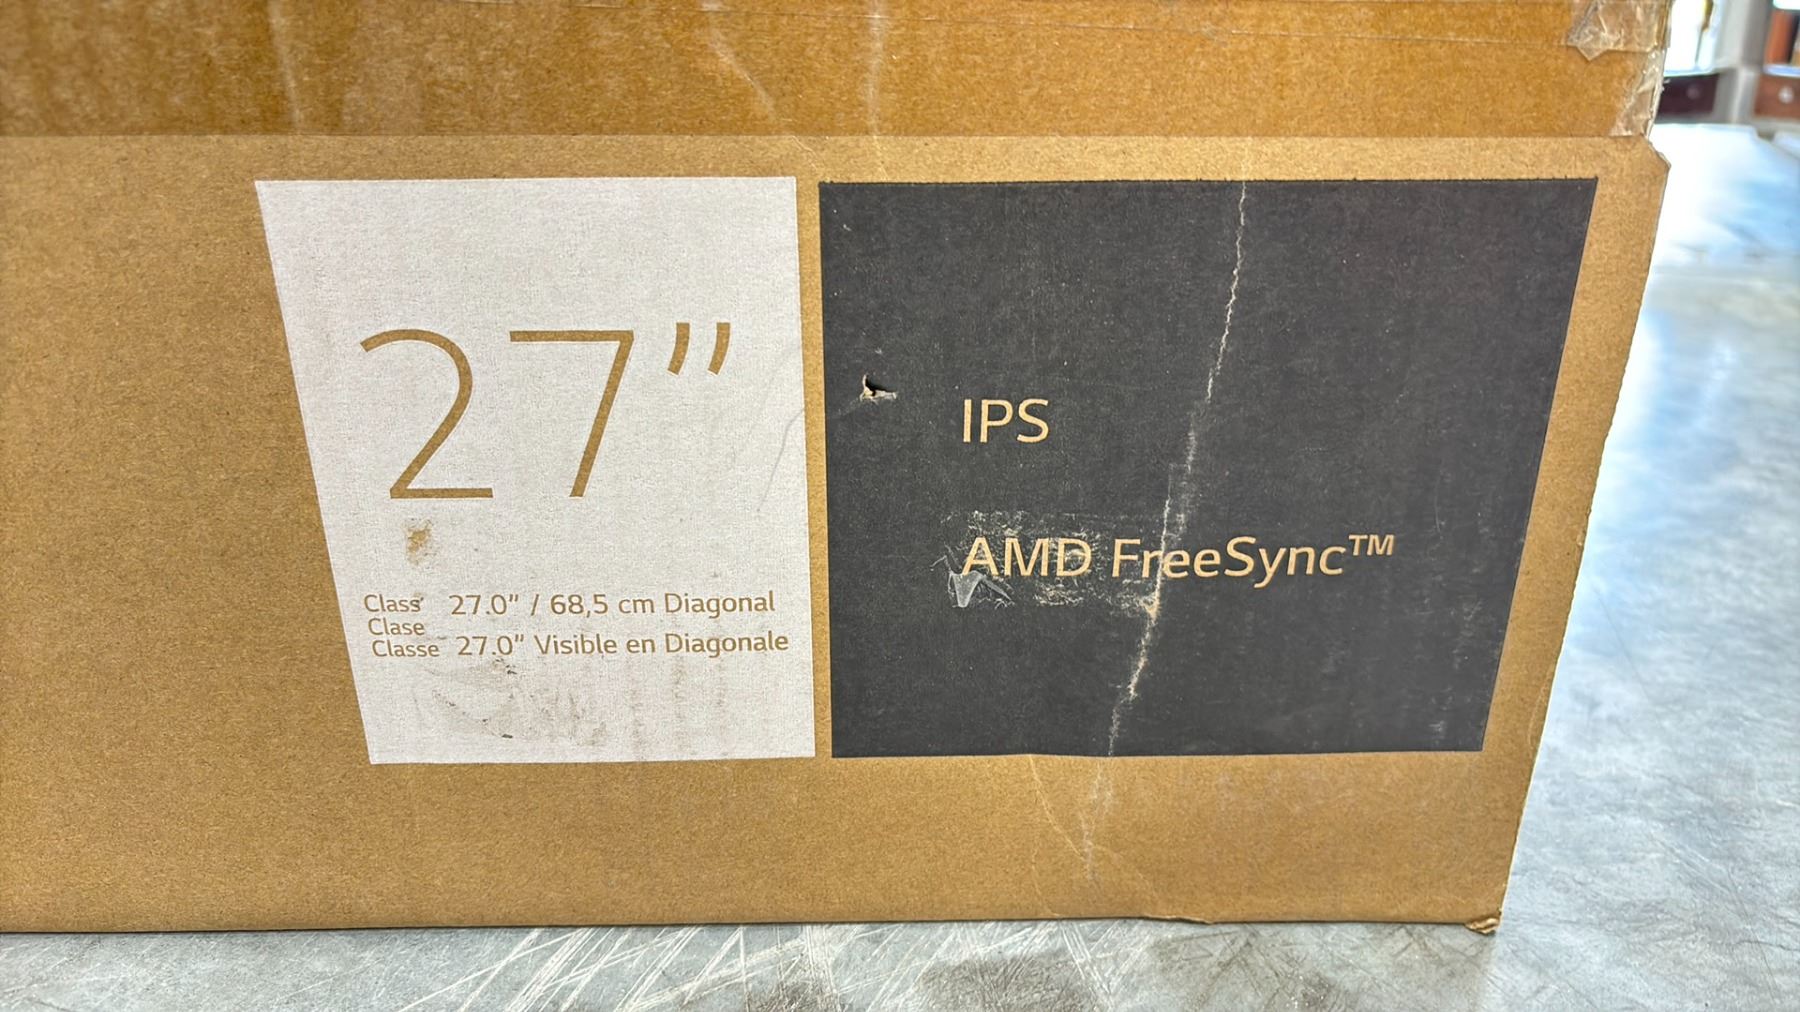 27”
Class 27.0” / 68,5 cm Diagonal
Clase
Classe 27.0” Visible en Diagonale
IPS
AMD FreeSync™